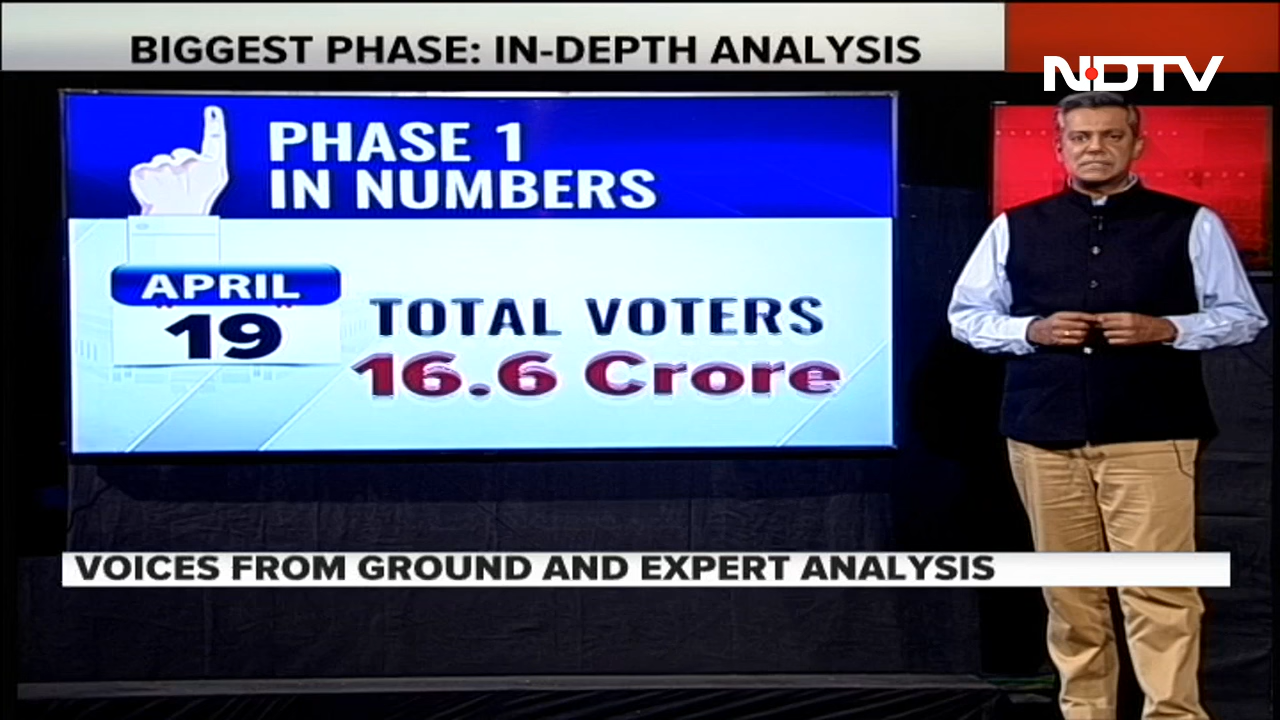 BIGGEST PHASE: IN-DEPTH ANALYSIS
NDTV
PHASE 1
IN NUMBERS
APRIL
19
TOTAL VOTERS
16.6 Crore
VOICES FROM GROUND AND EXPERT ANALYSIS